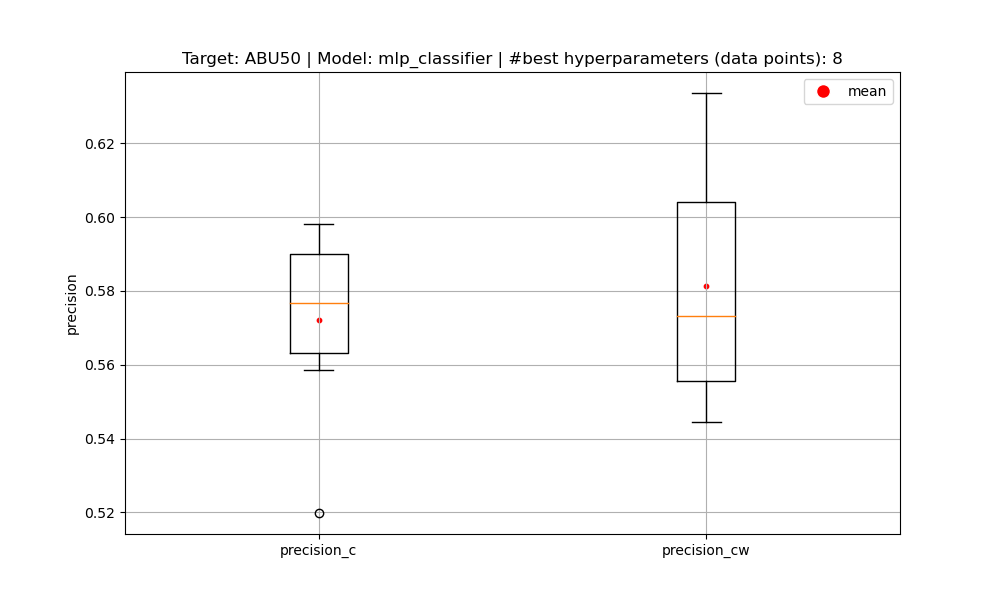 Target: ABU50 | Model: mlp_classifier | #best hyperparameters (data points): 8
mean
0.62
0.60
0.58
0.56
0.54
0.52
precision
precision_c
precision_cw